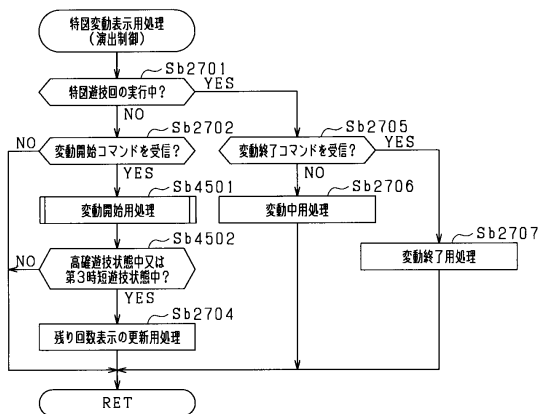 特図変動表示用処理
(演出制御)
Sb2701
特図遊技回の実行中?
YES
NO
Sb2702
変動開始コマンドを受信?
NO
YES
Sb2705
変動終了コマンドを受信?
YES
NO
Sb4501
変動開始用処理
Sb2706
変動中用処理
Sb4502
高確遊技状態中又は
第3時短遊技状態中?
NO
YES
Sb2707
変動終了用処理
Sb2704
残り回数表示の更新用処理
RET